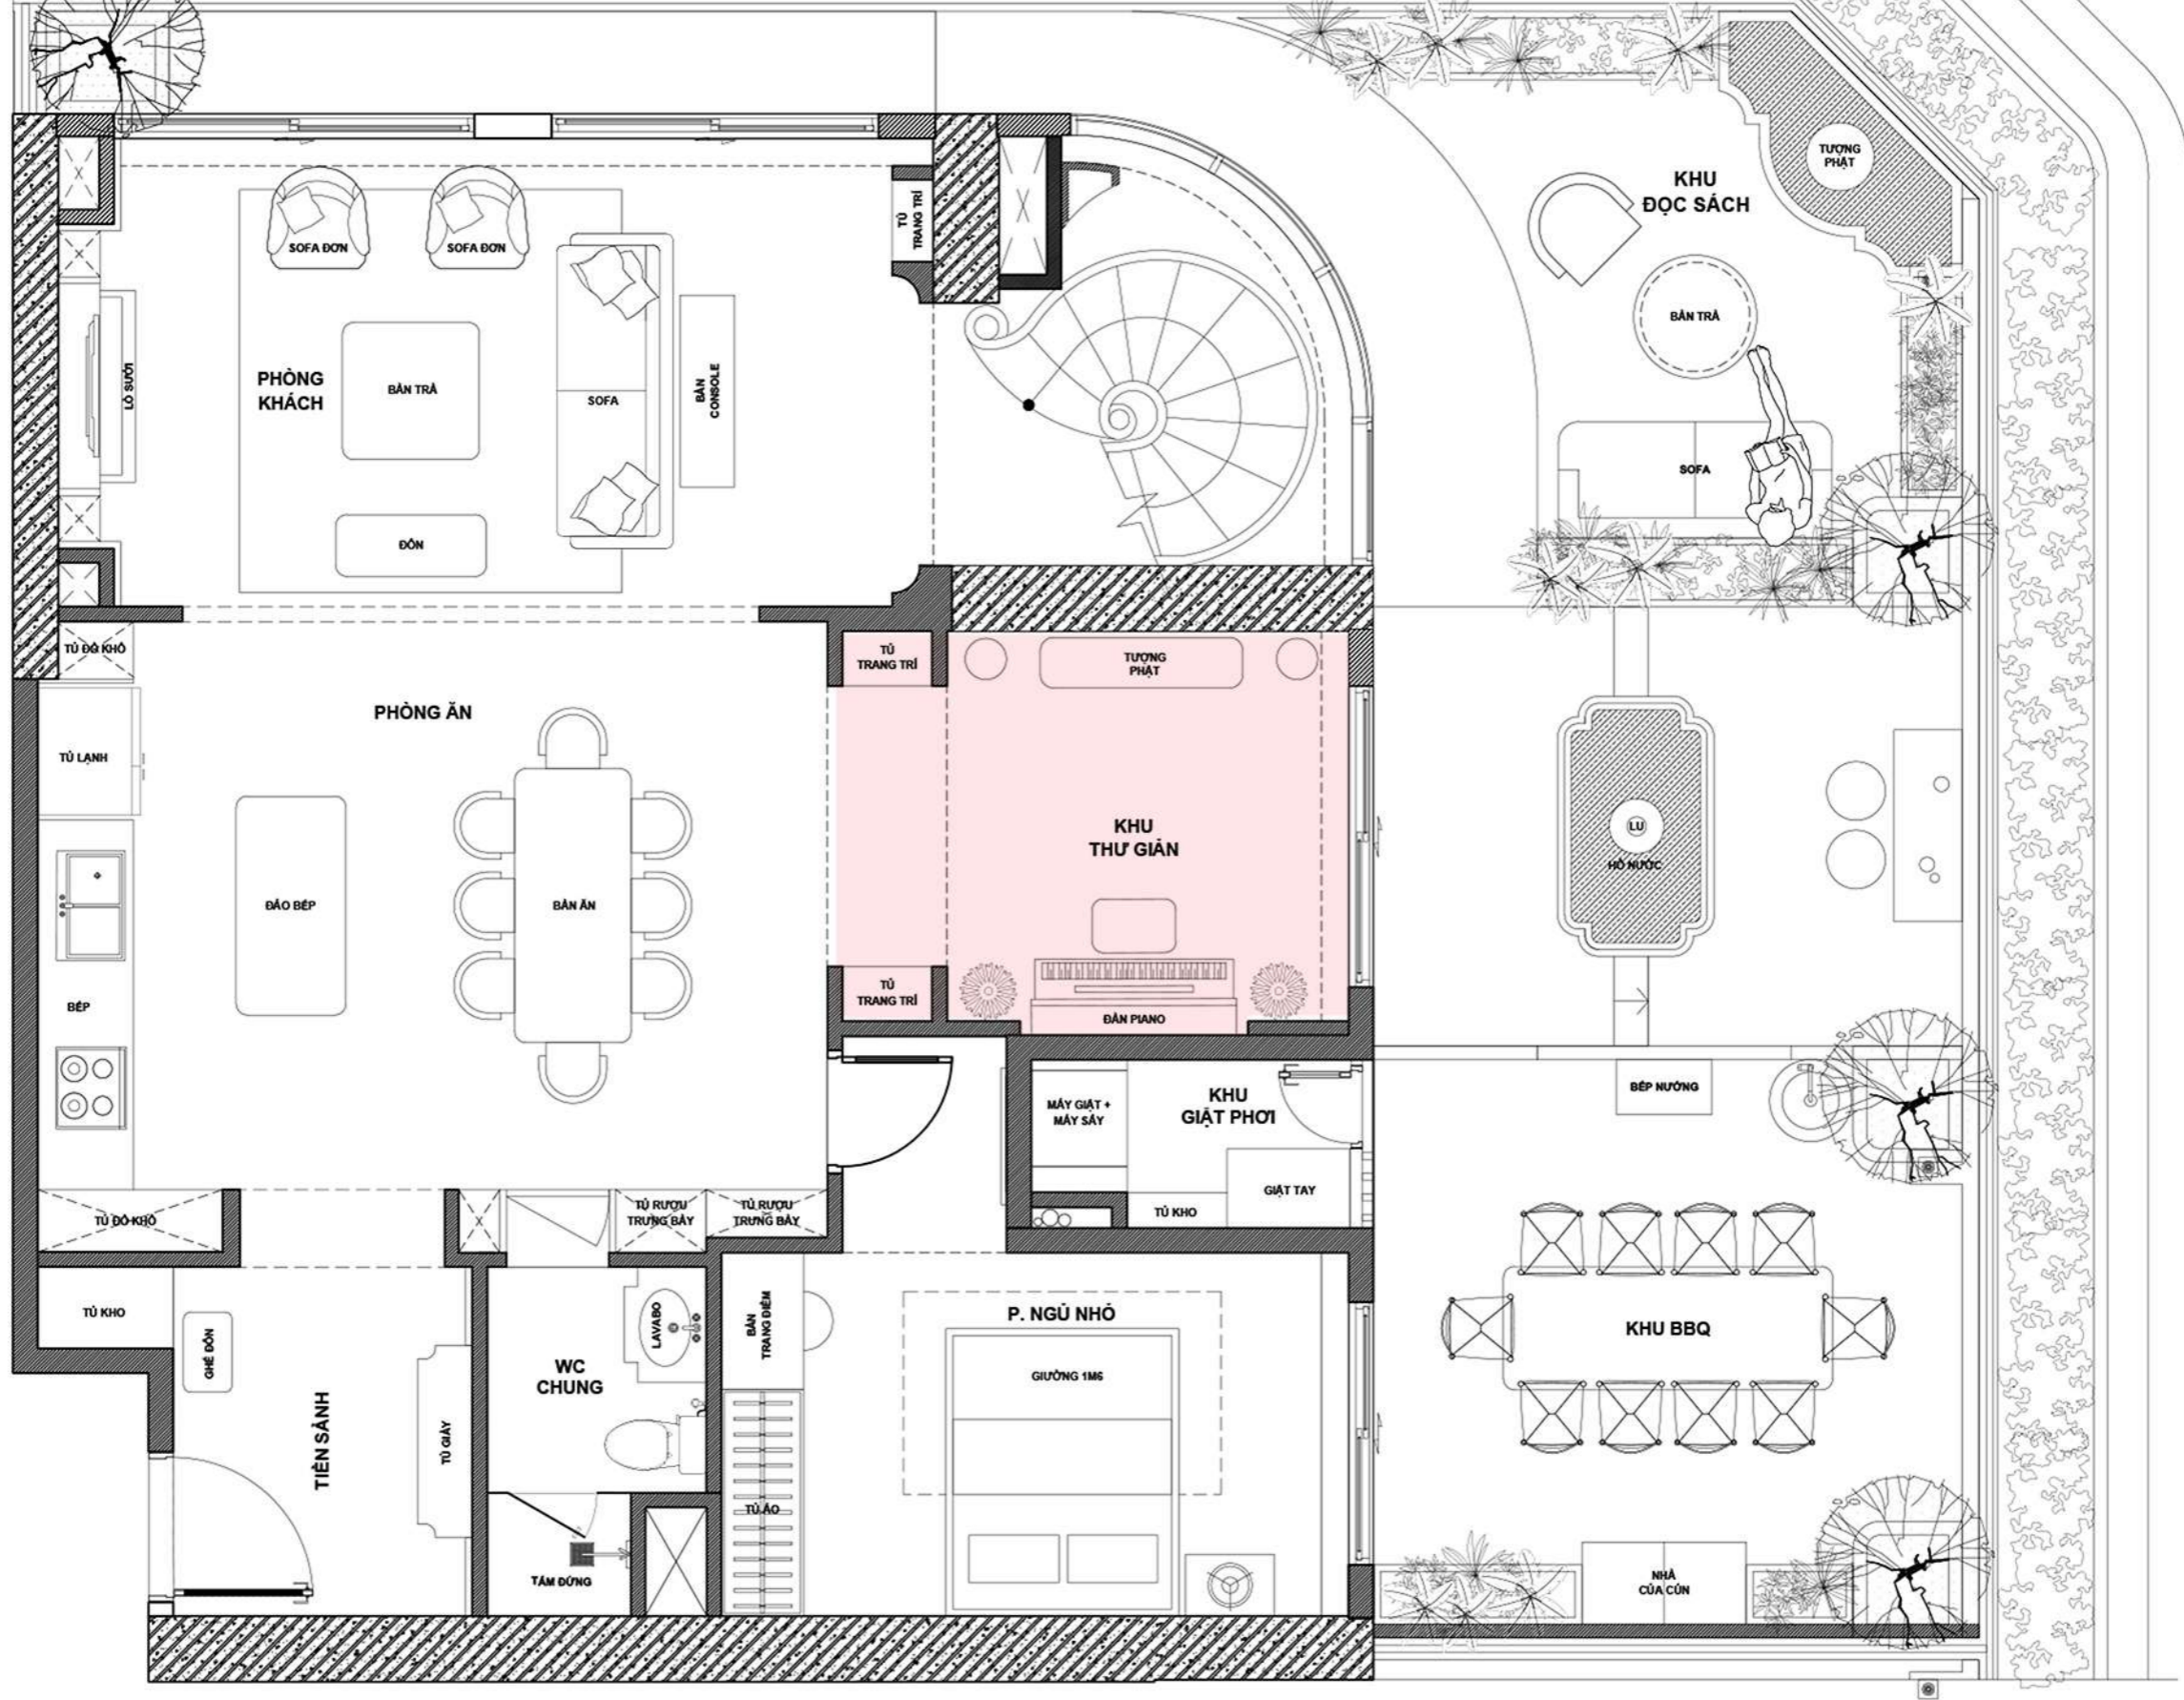 TƯỢNG
PHẬT
KHU
ĐỌC SÁCH
TỦ
TRANG TRÍ
SOFA ĐƠN
SOFA ĐƠN
BÀN TRÀ
LÒ SƯỞI
PHÒNG
KHÁCH
BÀN TRÀ
SOFA
BÀN
CONSOLE
SOFA
ĐÔN
TỦ ĐỒ KHÔ
TỦ
TRANG TRÍ
TƯỢNG
PHẬT
PHÒNG ĂN
TỦ LẠNH
KHU
THƯ GIÃN
LU
HỒ NƯỚC
ĐẢO BẾP
BÀN ĂN
TỦ
TRANG TRÍ
BẾP
ĐÀN PIANO
MÁY GIẶT +
MÁY SẤY
KHU
GIẶT PHƠI
BẾP NƯỚNG
GIẶT TAY
TỦ KHO
TỦ ĐỒ KHÔ
TỦ RƯỢU
TRƯNG BÀY
TỦ RƯỢU
TRƯNG BÀY
TỦ KHO
GHẾ ĐÔN
LAVABO
BÀN
TRANG ĐIỂM
P. NGỦ NHỎ
KHU BBQ
WC
CHUNG
GIƯỜNG 1M6
TIỀN SẢNH
TỦ GIÀY
TỦ ÁO
TẮM ĐỨNG
NHÀ
CỦA CÚN